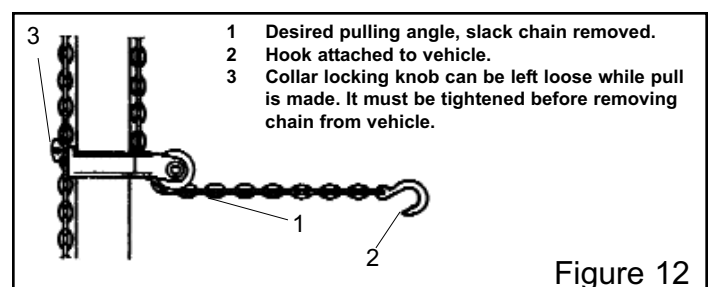 3
1 Desired pulling angle, slack chain removed.
2 Hook attached to vehicle.
3 Collar locking knob can be left loose while pull
is made. It must be tightened before removing
chain from vehicle.
1
2
Figure 12